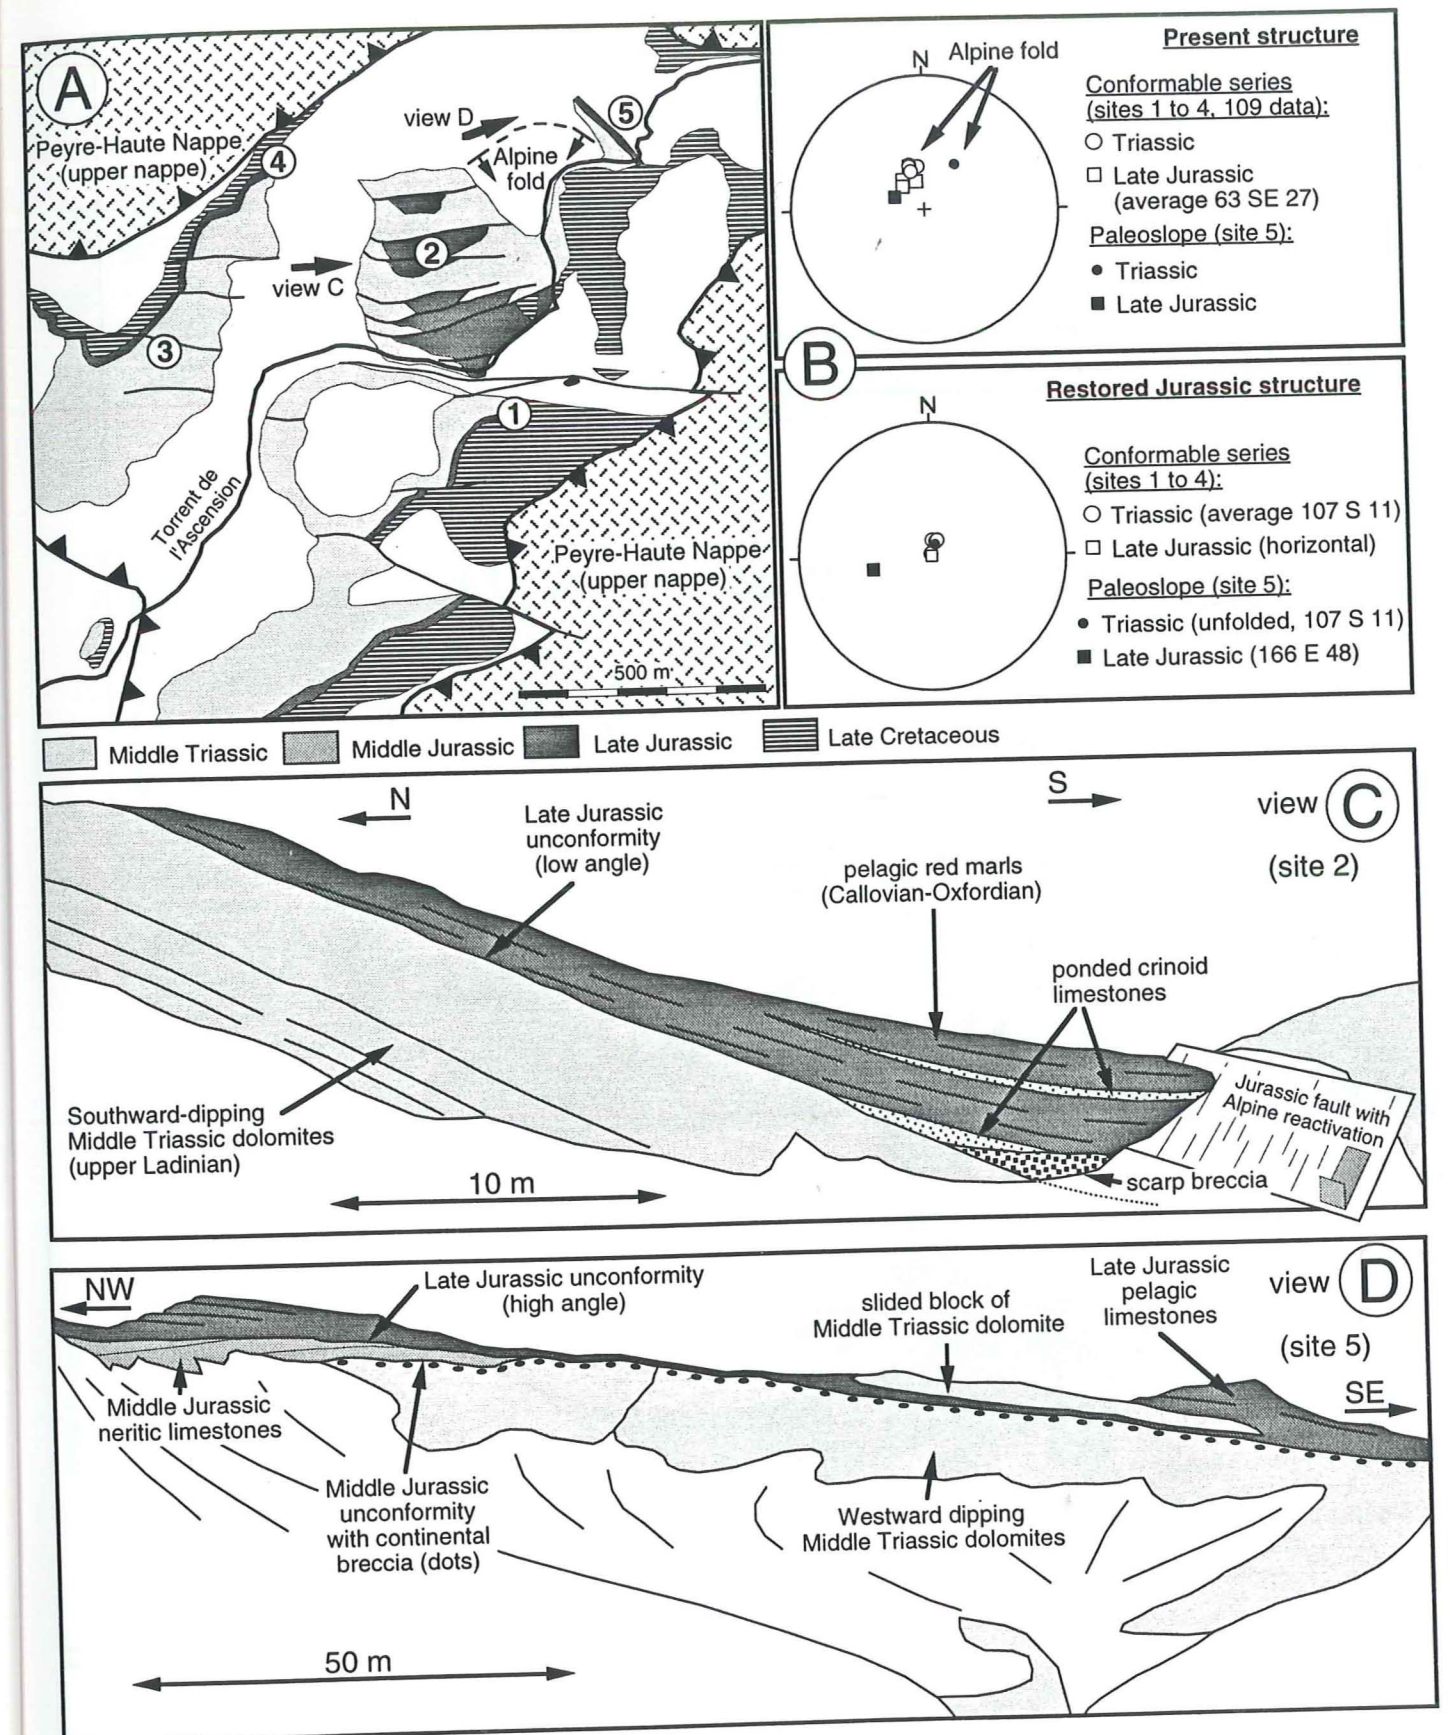 A
Peyre-Haute Nappe
(upper nappe)
4
view D
5
Alpine
fold
2
view C
3
1
Torrent de
l'Ascension
Peyre-Haute Nappe
(upper nappe)
500 m
B
Present structure
N
Alpine fold
Conformable series
(sites 1 to 4, 109 data):
Triassic
Late Jurassic
(average 63 SE 27)
Paleoslope (site 5):
Triassic
Late Jurassic
Restored Jurassic structure
N
Conformable series
(sites 1 to 4):
Triassic (average 107 S 11)
Late Jurassic (horizontal)
Paleoslope (site 5):
Triassic (unfolded, 107 S 11)
Late Jurassic (166 E 48)
Middle Triassic
Middle Jurassic
Late Jurassic
Late Cretaceous
N
S
view C
(site 2)
Late Jurassic
unconformity
(low angle)
pelagic red marls
(Callovian-Oxfordian)
ponded crinoid
limestones
Jurassic fault with
Alpine reactivation
Southward-dipping
Middle Triassic dolomites
(upper Ladinian)
scarp breccia
10 m
NW
Late Jurassic unconformity
(high angle)
slided block of
Middle Triassic dolomite
Late Jurassic
pelagic
limestones
view D
(site 5)
SE
Middle Jurassic
neritic limestones
Middle Jurassic
unconformity
with continental
breccia (dots)
Westward dipping
Middle Triassic dolomites
50 m